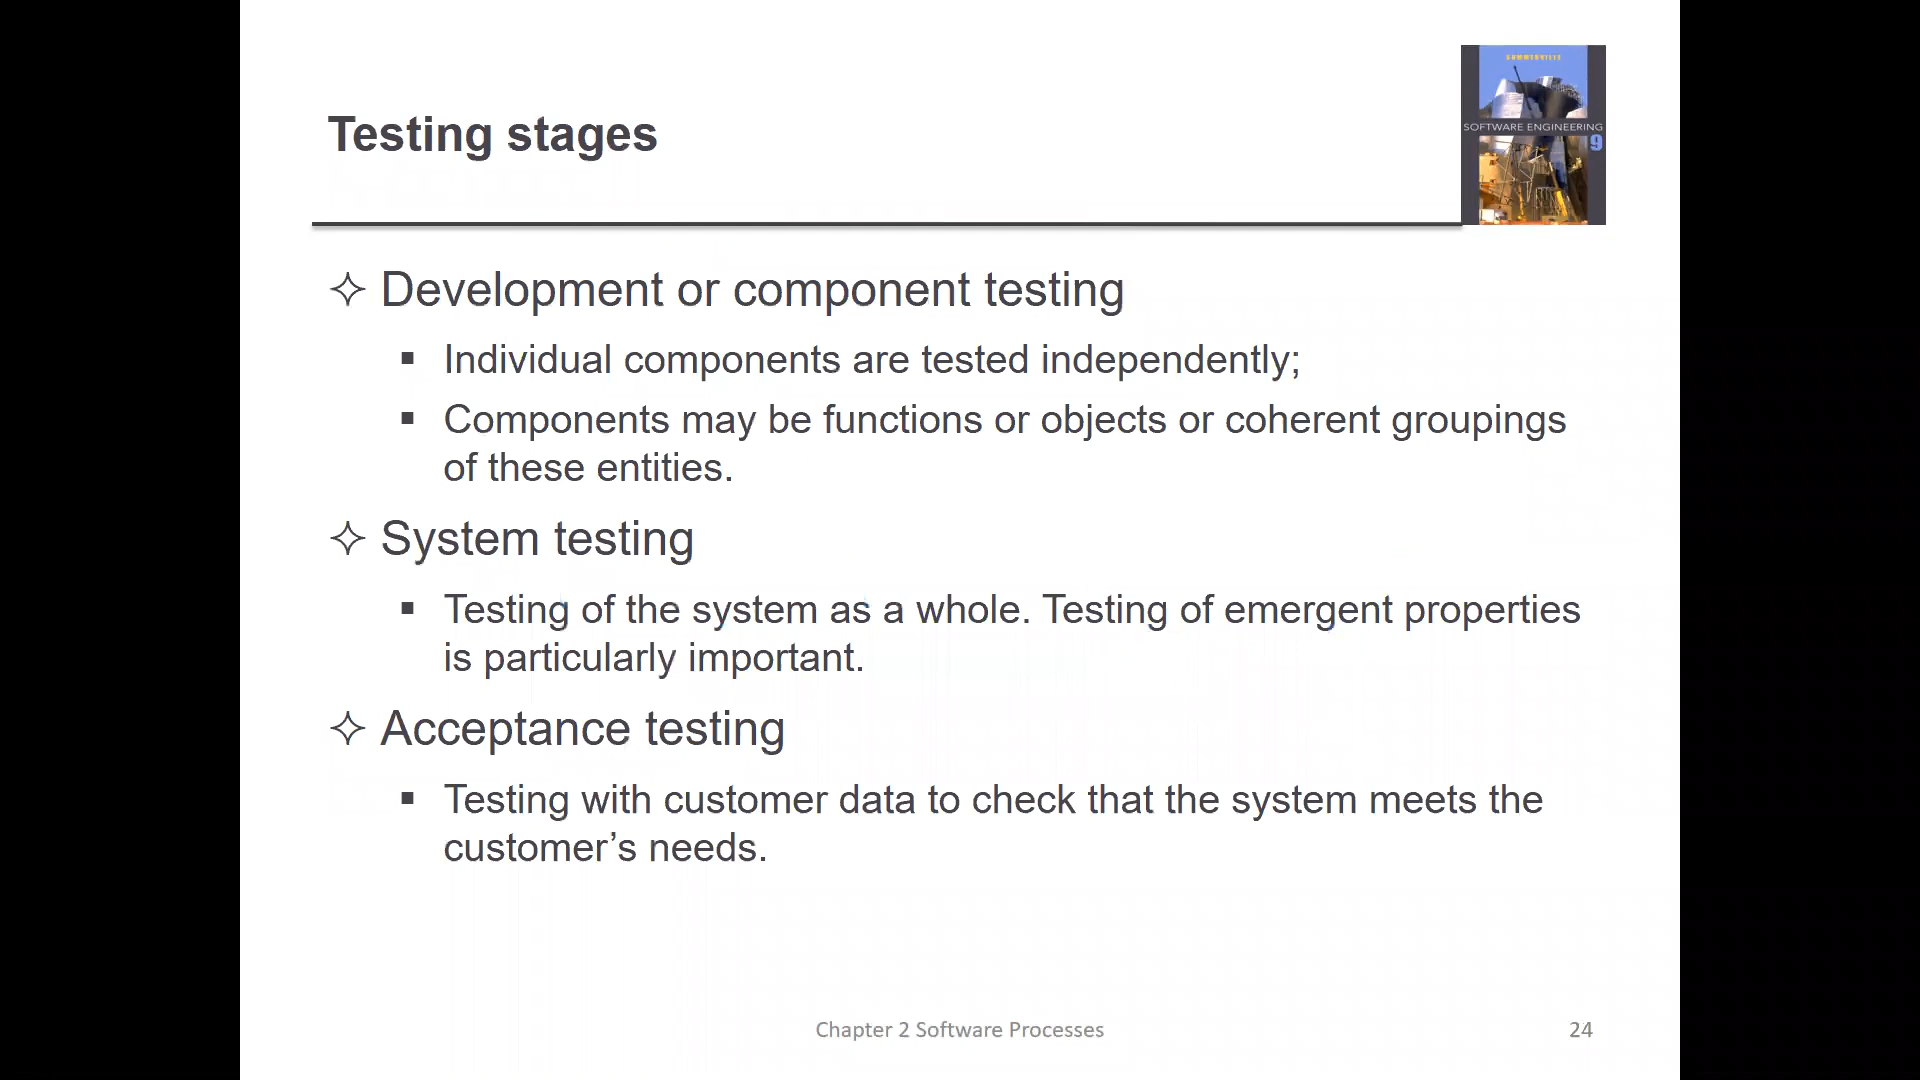 SOMMERVILLE
SOFTWARE ENGINEERING
9
Testing stages
✧ Development or component testing
▪ Individual components are tested independently;
▪ Components may be functions or objects or coherent groupings
of these entities.
✧ System testing
▪ Testing of the system as a whole. Testing of emergent properties
is particularly important.
✧ Acceptance testing
▪ Testing with customer data to check that the system meets the
customer’s needs.
Chapter 2 Software Processes
24